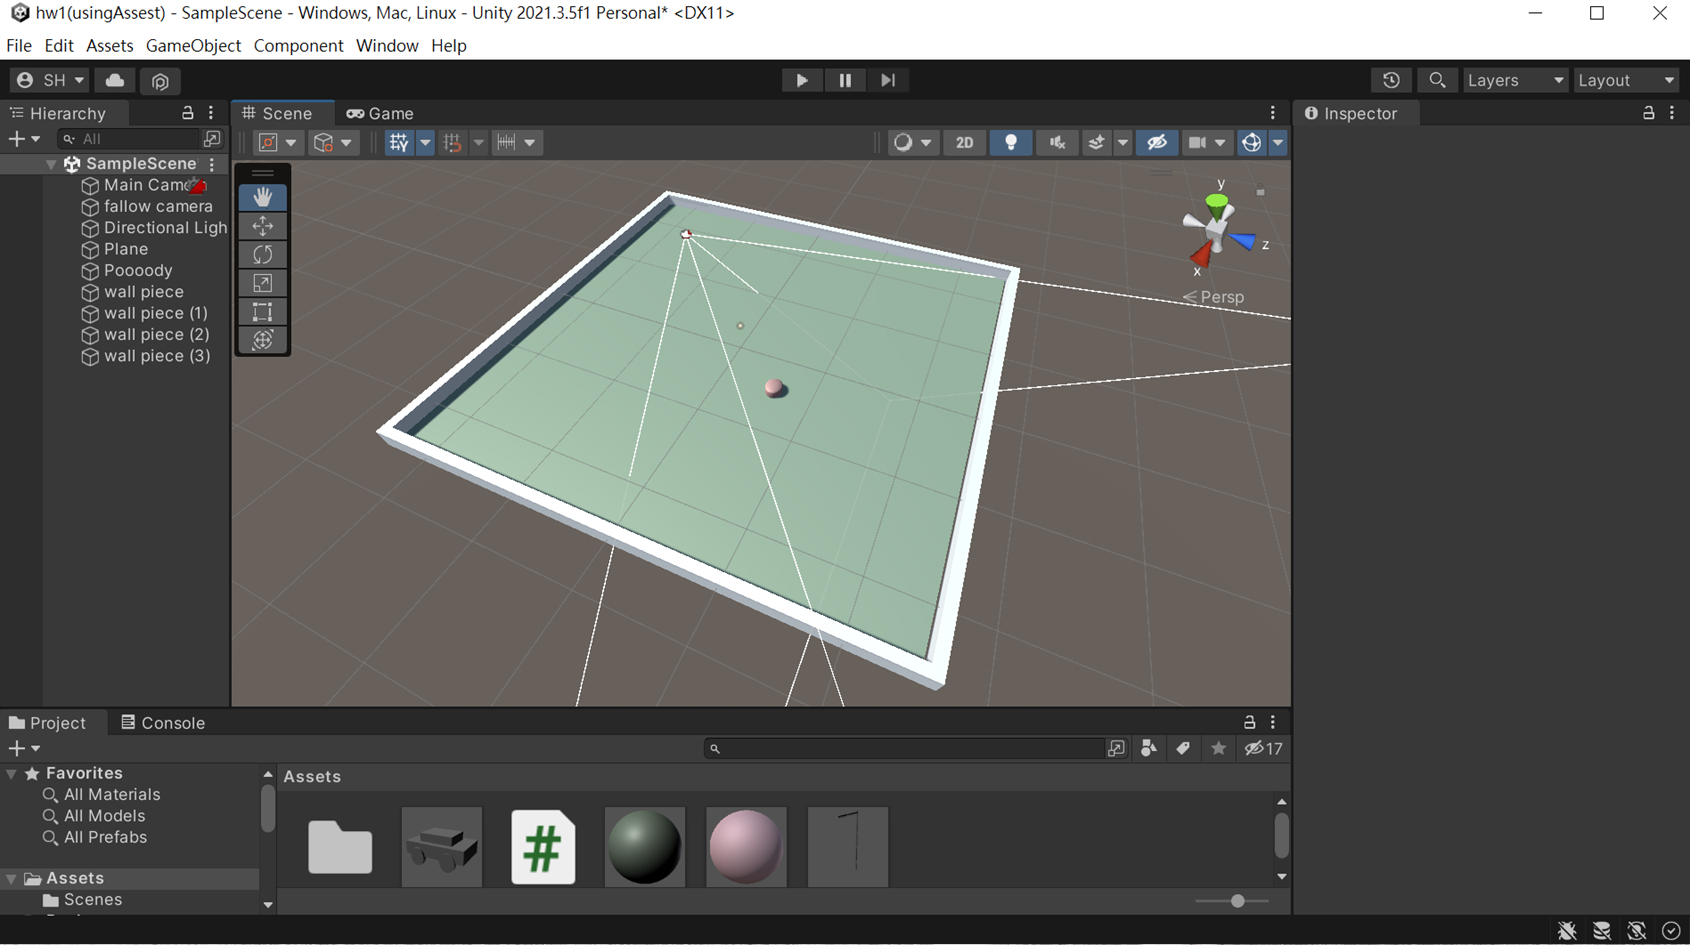 hw1(usingAssest) - SampleScene - Windows, Mac, Linux - Unity 2021.3.5f1 Personal* <DX11>
File Edit Assets GameObject Component Window Help
SH
Layers
Layout
Hierarchy
Scene
Game
Inspector
All
2D
SampleScene
Main Came
fallow camera
Directional Ligh
Plane
Poooody
wall piece
wall piece (1)
wall piece (2)
wall piece (3)
y
z
x
Persp
Project
Console
17
Favorites
All Materials
All Models
All Prefabs
Assets
Scenes
Assets
#